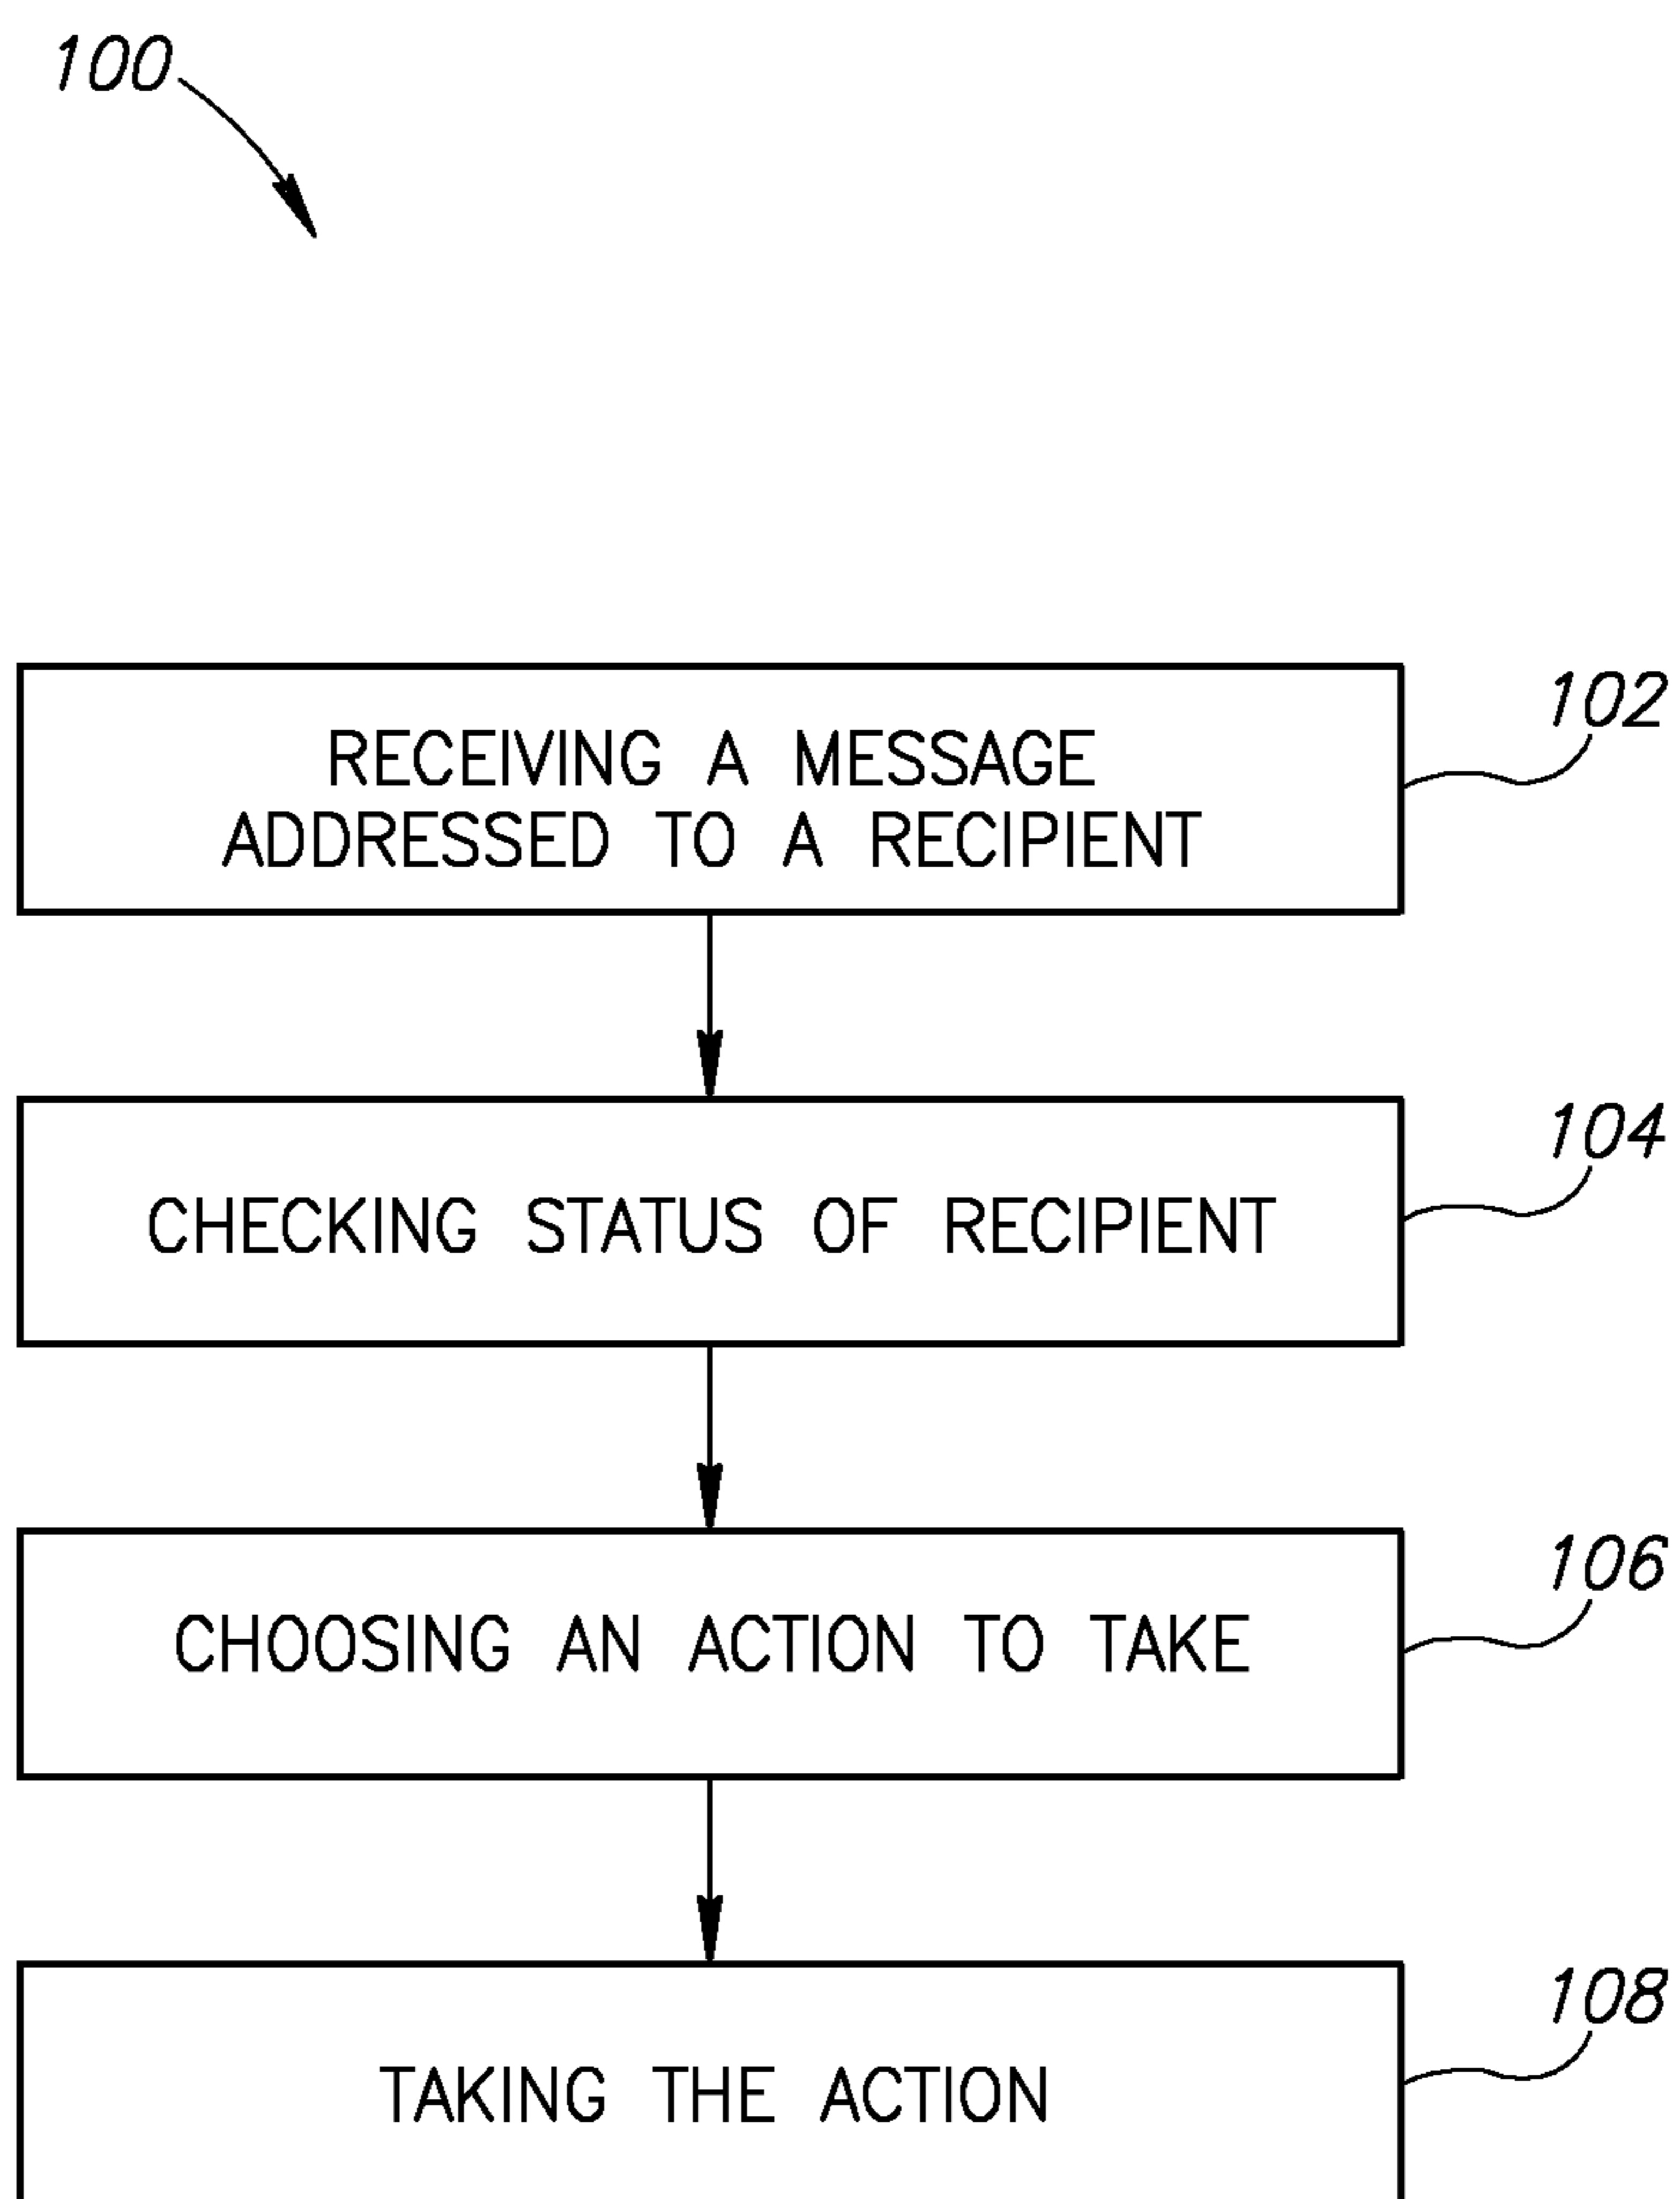 100
102
RECEIVING A MESSAGE
ADDRESSED TO A RECIPIENT
104
CHECKING STATUS OF RECIPIENT
106
CHOOSING AN ACTION TO TAKE
108
TAKING THE ACTION